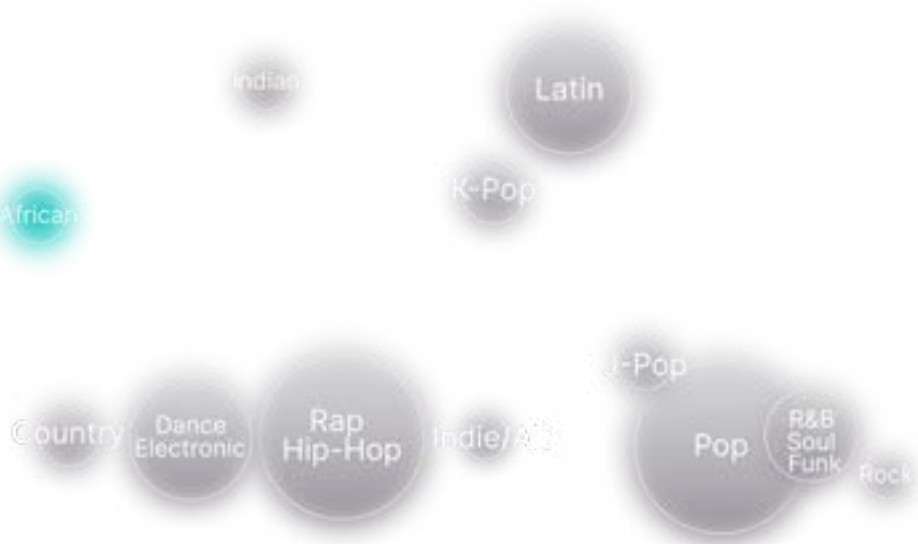 Indian
Latin
K-Pop
African
J-Pop
Country
Dance
Electronic
Rap
Hip-Hop
Pop
R&B
Soul
Funk
Rock